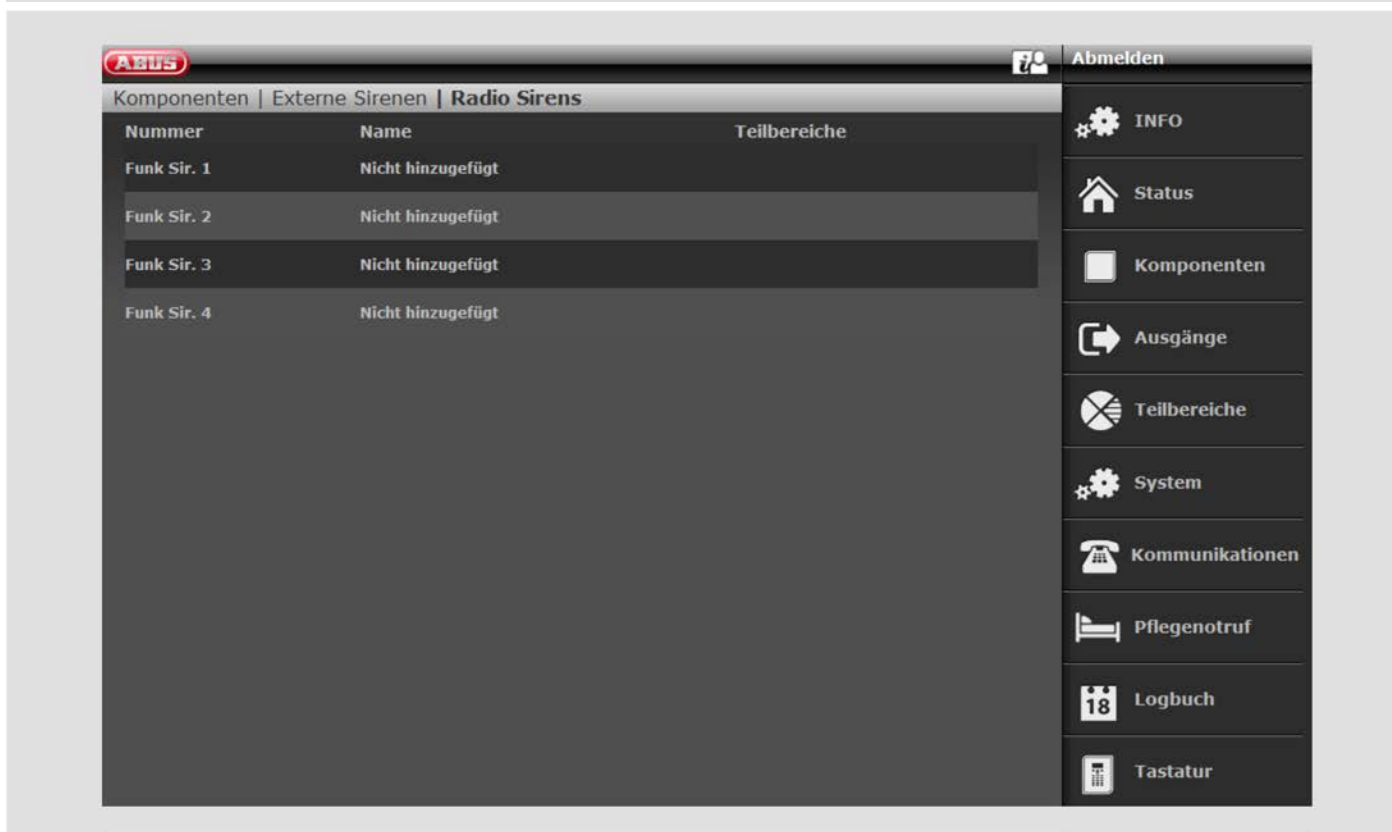 ABUS
Abmelden
Komponenten | Externe Sirenen | Radio Sirens
Nummer Name Teilbereiche
Funk Sir. 1 Nicht hinzugefügt
Funk Sir. 2 Nicht hinzugefügt
Funk Sir. 3 Nicht hinzugefügt
Funk Sir. 4 Nicht hinzugefügt
INFO
Status
Komponenten
Ausgänge
Teilbereiche
System
Kommunikationen
Pflegenotruf
18 Logbuch
Tastatur